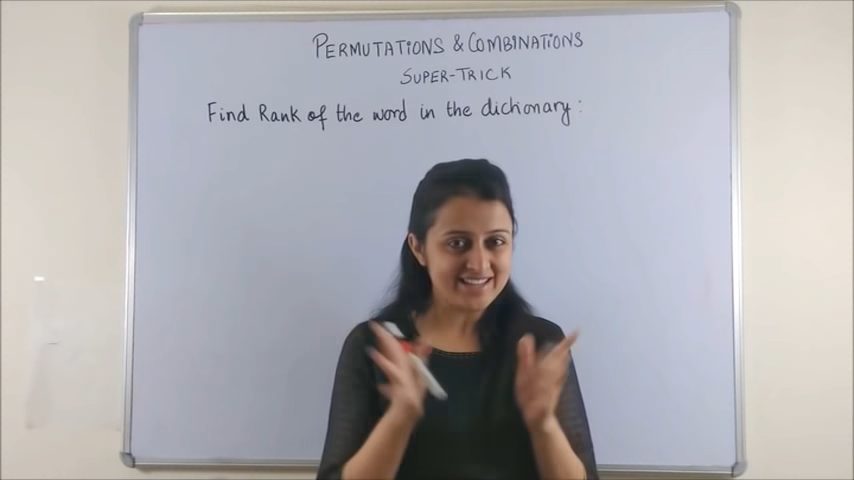 PERMUTATIONS & COMBINATIONS
SUPER-TRICK
Find Rank of the word in the dictionary :